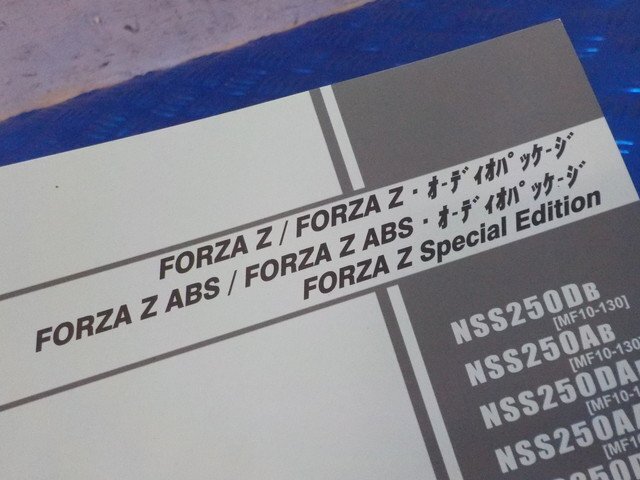 FORZA Z / FORZA Z・ｵｰﾃﾞｨｵﾊﾟｯｹｰｼﾞ
FORZA Z ABS / FORZA Z ABS・ｵｰﾃﾞｨｵﾊﾟｯｹｰｼﾞ
FORZA Z Special Edition
NSS250DB
[MF10-130]
NSS250AB
[MF10-130]
NSS250DA
[MF10-1
NSS250A
[MF10-